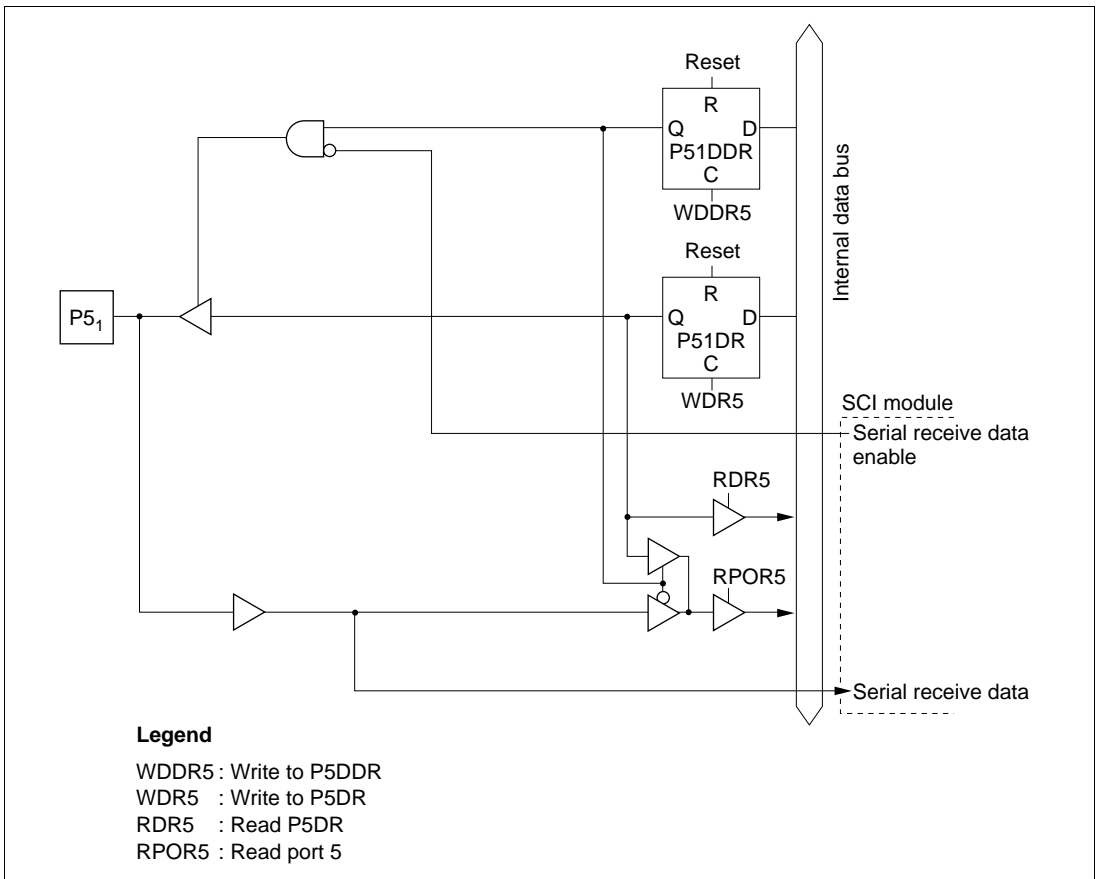 Reset
R
Q D
P51DDR
C
WDDR5
Internal data bus
Reset
R
P5₁
Q D
P51DR
C
WDR5
SCI module
Serial receive data
enable
RDR5
RPOR5
Serial receive data
Legend
WDDR5 : Write to P5DDR
WDR5 : Write to P5DR
RDR5 : Read P5DR
RPOR5 : Read port 5